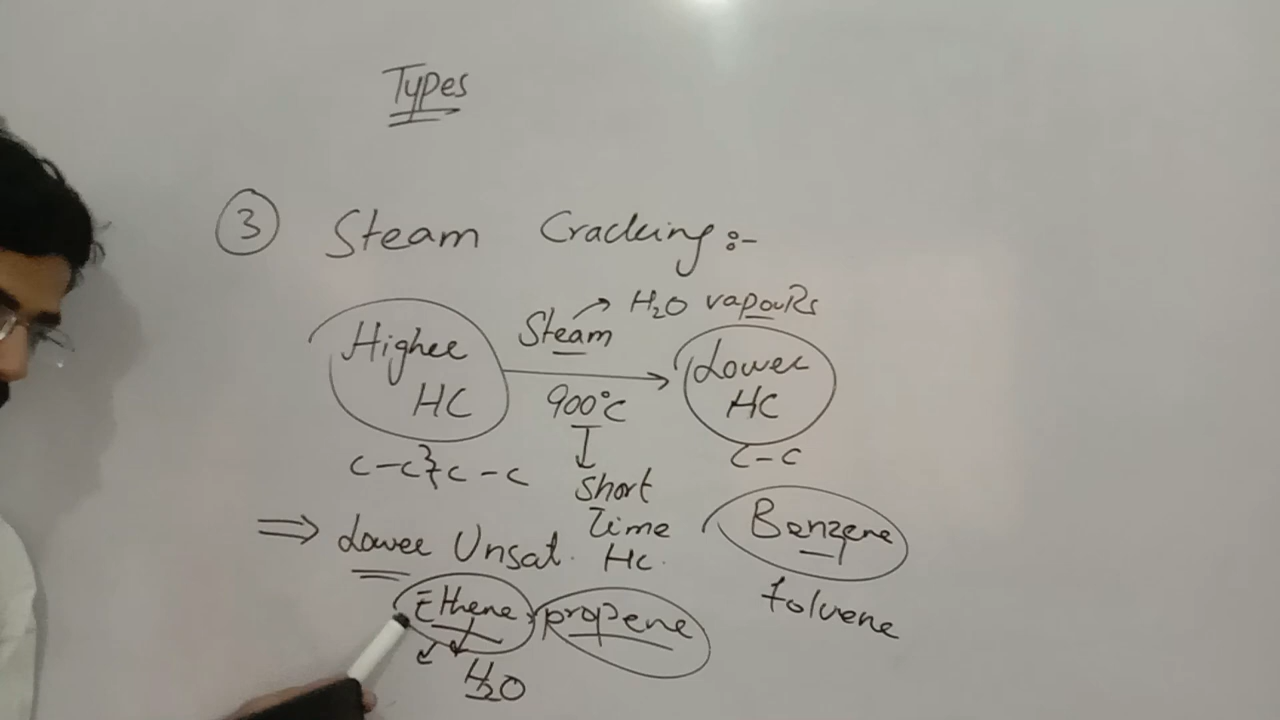 Types
3 Steam Cracking :-
Steam → H₂O vapours
Higher HC → Lower HC
900°C
C-C}C-C
C-C
Short Time
⇒ Lower Unsat. HC.
Benzene
toluene
Ethene, propene
H₂O